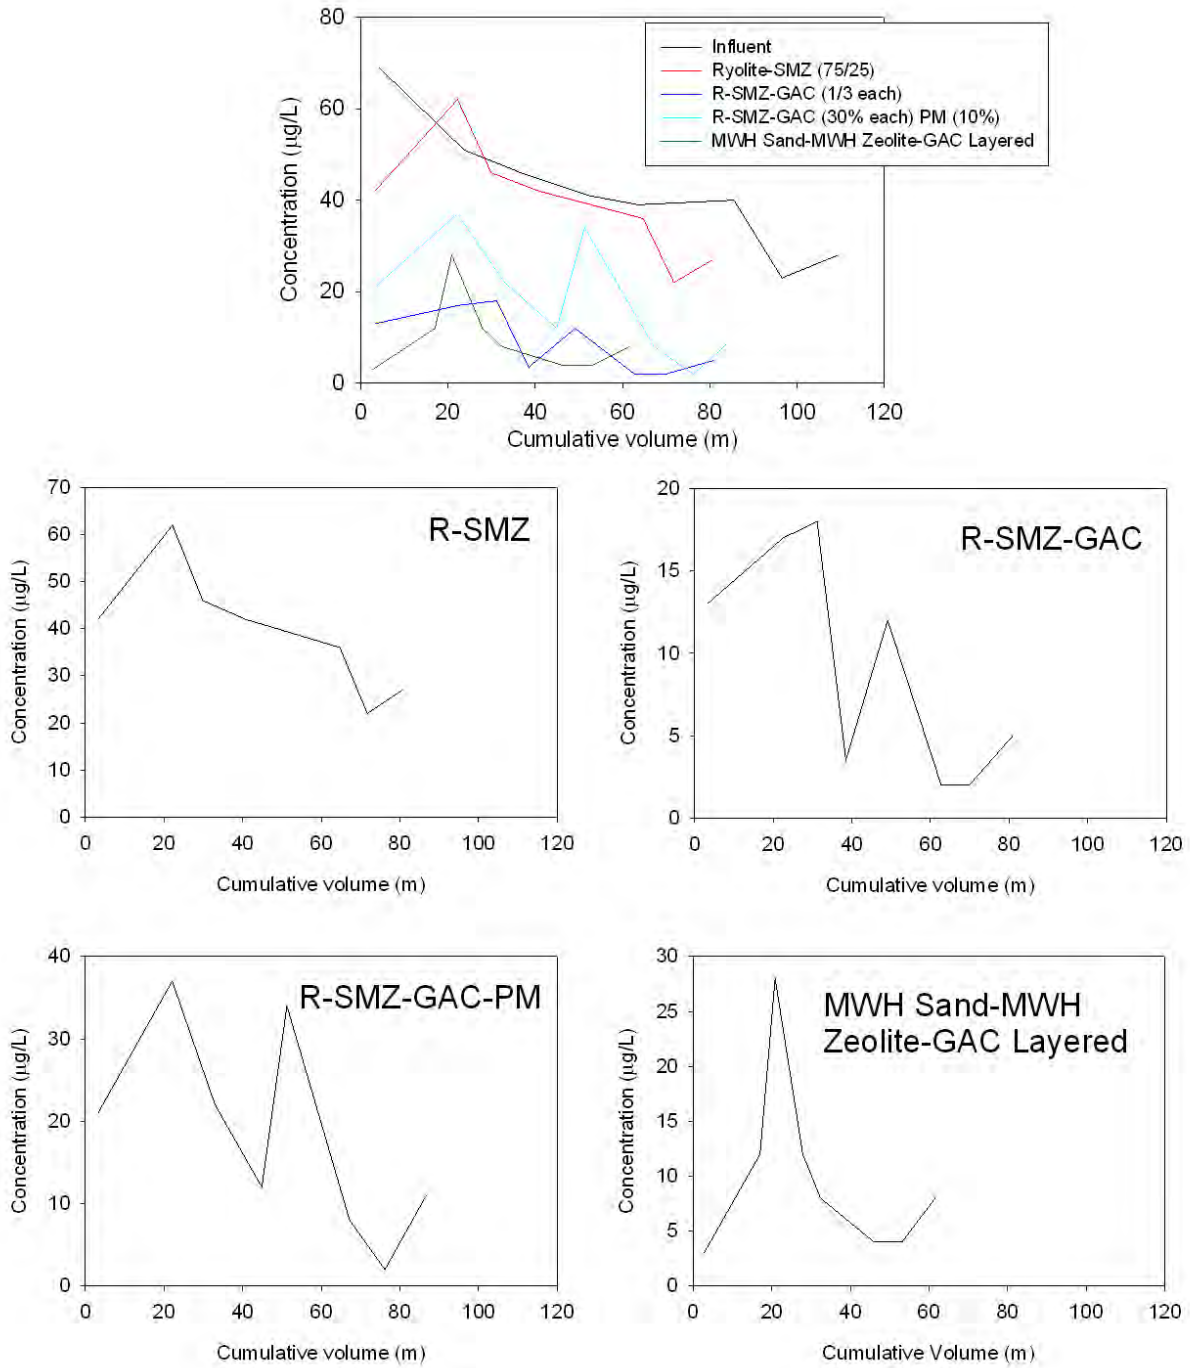 80
60
40
20
0
Concentration (µg/L)
Influent
Ryolite-SMZ (75/25)
R-SMZ-GAC (1/3 each)
R-SMZ-GAC (30% each) PM (10%)
MWH Sand-MWH Zeolite-GAC Layered
0 20 40 60 80 100 120
Cumulative volume (m)
70
60
50
40
30
20
10
0
Concentration (µg/L)
R-SMZ
0 20 40 60 80 100 120
Cumulative volume (m)
20
15
10
5
0
Concentration (µg/L)
R-SMZ-GAC
0 20 40 60 80 100 120
Cumulative volume (m)
40
30
20
10
0
Concentration (µg/L)
R-SMZ-GAC-PM
0 20 40 60 80 100 120
Cumulative volume (m)
30
25
20
15
10
5
0
Concentration (µg/L)
MWH Sand-MWH
Zeolite-GAC Layered
0 20 40 60 80 100 120
Cumulative Volume (m)